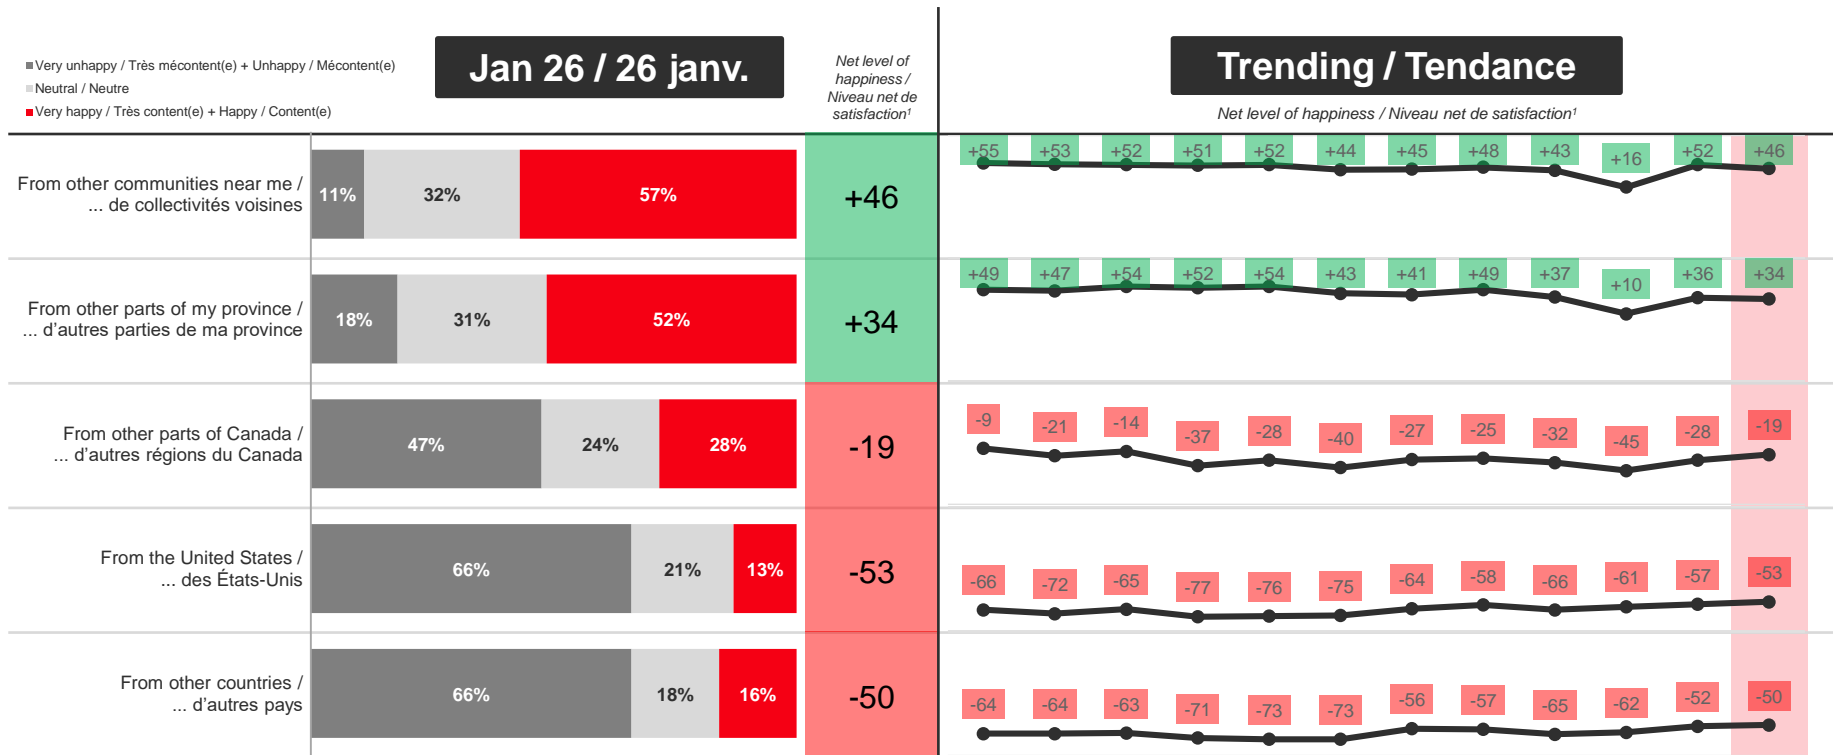 Very unhappy / Très mécontent(e) + Unhappy / Mécontent(e)
Neutral / Neutre
Very happy / Très content(e) + Happy / Content(e)
Jan 26 / 26 janv.
Net level of
happiness /
Niveau net de
satisfaction¹
Trending / Tendance
Net level of happiness / Niveau net de satisfaction¹
From other communities near me /
... de collectivités voisines
11% 32% 57%
+46
+55 +53 +52 +51 +52 +44 +45 +48 +43 +16 +52 +46
From other parts of my province /
... d'autres parties de ma province
18% 31% 52%
+34
+49 +47 +54 +52 +54 +43 +41 +49 +37 +10 +36 +34
From other parts of Canada /
... d'autres régions du Canada
47% 24% 28%
-19
-9 -21 -14 -37 -28 -40 -27 -25 -32 -45 -28 -19
From the United States /
... des États-Unis
66% 21% 13%
-53
-66 -72 -65 -77 -76 -75 -64 -58 -66 -61 -57 -53
From other countries /
... d'autres pays
66% 18% 16%
-50
-64 -64 -63 -71 -73 -73 -56 -57 -65 -62 -52 -50